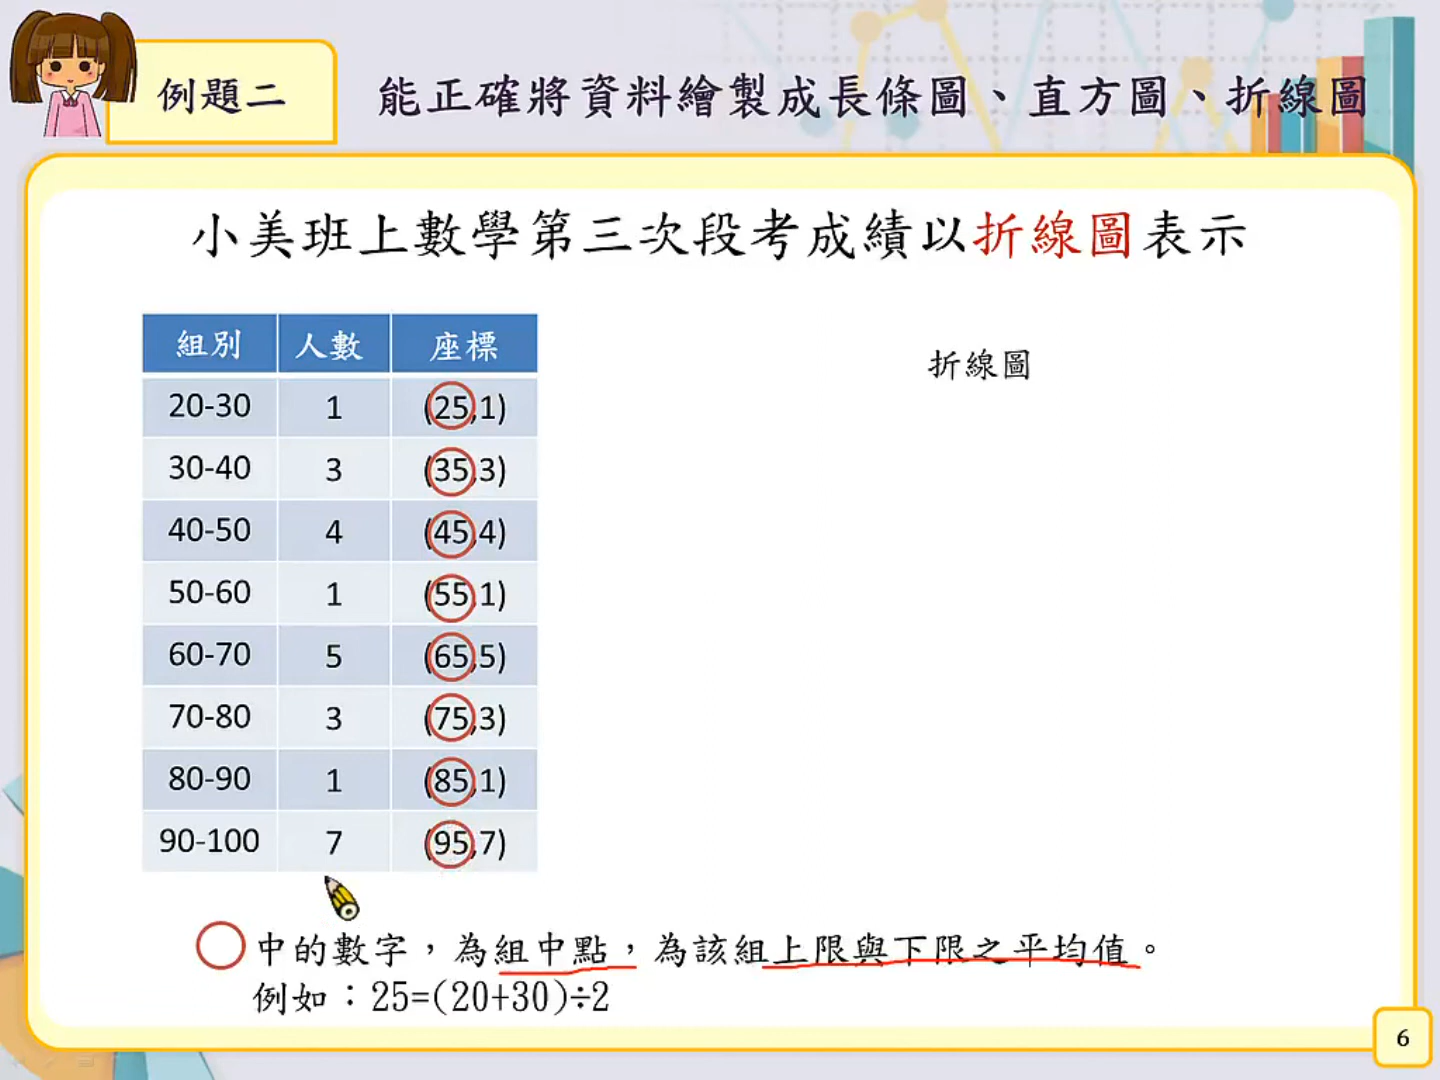 例題二
能正確將資料繪製成長條圖、直方圖、折線圖
小美班上數學第三次段考成績以折線圖表示
組別 人數 座標
20-30 1 (25,1)
30-40 3 (35,3)
40-50 4 (45,4)
50-60 1 (55,1)
60-70 5 (65,5)
70-80 3 (75,3)
80-90 1 (85,1)
90-100 7 (95,7)
折線圖
中的數字，為組中點，為該組上限與下限之平均值。
例如：25=(20+30)÷2
6